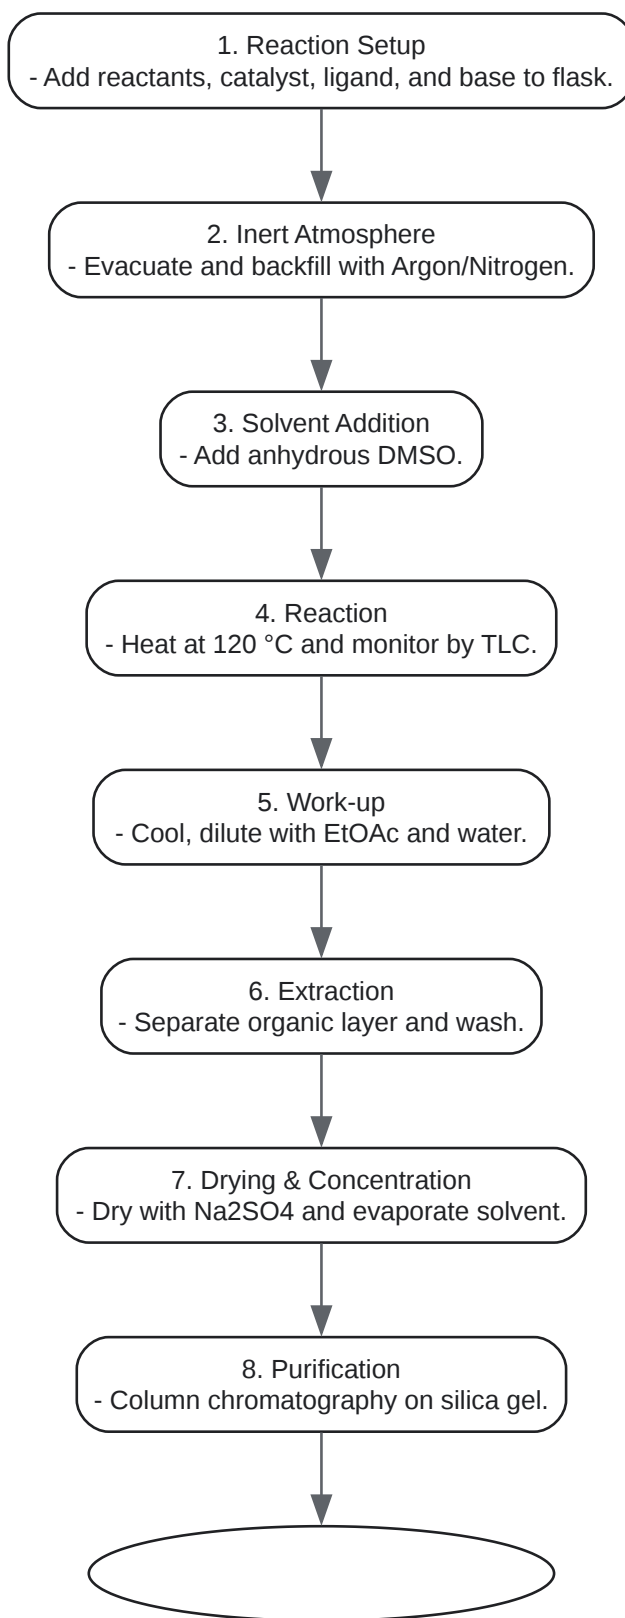 1. Reaction Setup
- Add reactants, catalyst, ligand, and base to flask.
2. Inert Atmosphere
- Evacuate and backfill with Argon/Nitrogen.
3. Solvent Addition
- Add anhydrous DMSO.
4. Reaction
- Heat at 120 °C and monitor by TLC.
5. Work-up
- Cool, dilute with EtOAc and water.
6. Extraction
- Separate organic layer and wash.
7. Drying & Concentration
- Dry with Na2SO4 and evaporate solvent.
8. Purification
- Column chromatography on silica gel.